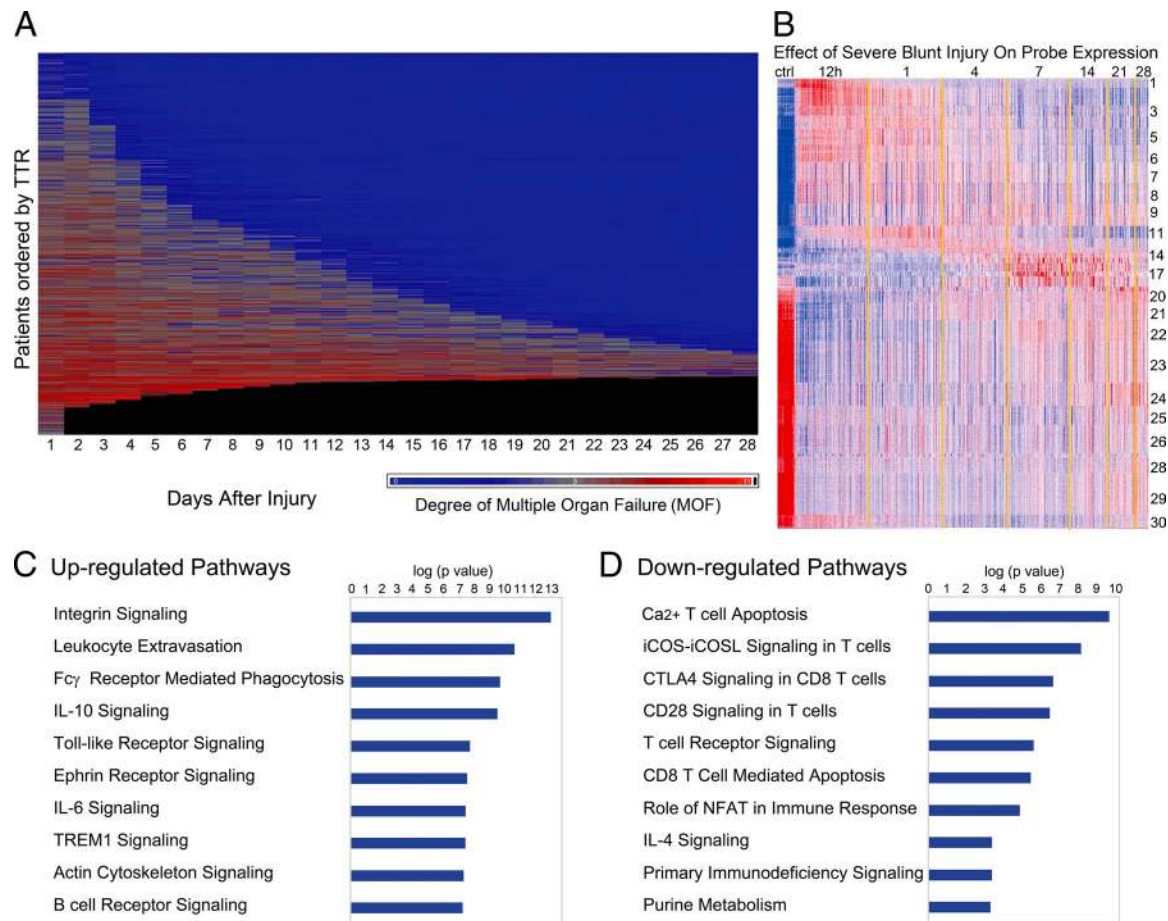 A
Patients ordered by TTR
1 2 3 4 5 6 7 8 9 10 11 12 13 14 15 16 17 18 19 20 21 22 23 24 25 26 27 28
Days After Injury
Degree of Multiple Organ Failure (MOF)
B
Effect of Severe Blunt Injury On Probe Expression
ctrl 12h 1 4 7 14 21 28
1
3
5
6
7
8
9
11
14
17
20
21
22
23
24
25
26
28
29
30
C Up-regulated Pathways
log (p value)
0 1 2 3 4 5 6 7 8 9 10 11 12 13
Integrin Signaling
Leukocyte Extravasation
Fcγ Receptor Mediated Phagocytosis
IL-10 Signaling
Toll-like Receptor Signaling
Ephrin Receptor Signaling
IL-6 Signaling
TREM1 Signaling
Actin Cytoskeleton Signaling
B cell Receptor Signaling
D Down-regulated Pathways
log (p value)
0 1 2 3 4 5 6 7 8 9 10
Ca2+ T cell Apoptosis
iCOS-iCOSL Signaling in T cells
CTLA4 Signaling in CD8 T cells
CD28 Signaling in T cells
T cell Receptor Signaling
CD8 T Cell Mediated Apoptosis
Role of NFAT in Immune Response
IL-4 Signaling
Primary Immunodeficiency Signaling
Purine Metabolism